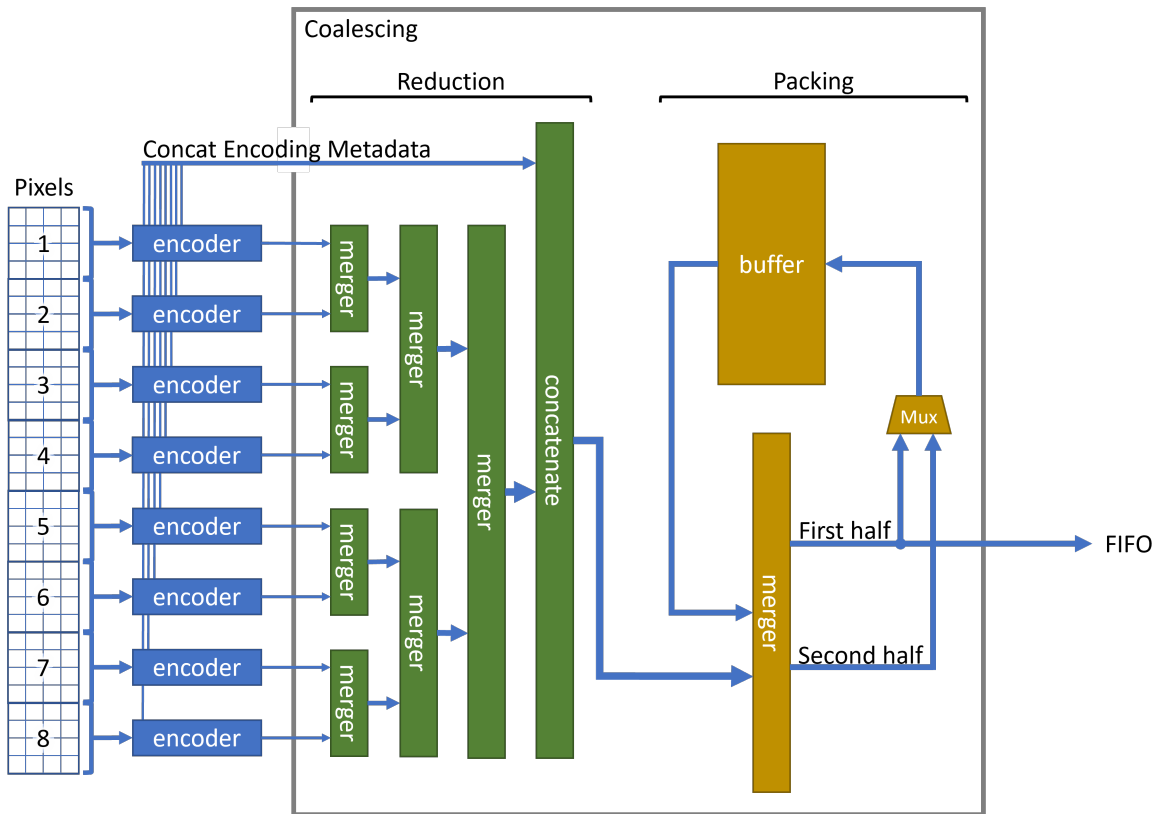 Coalescing
Reduction
Packing
Concat Encoding Metadata
Pixels
1
encoder
2
encoder
3
encoder
4
encoder
5
encoder
6
encoder
7
encoder
8
encoder
merger
merger
merger
merger
merger
merger
merger
concatenate
buffer
Mux
merger
First half
Second half
FIFO